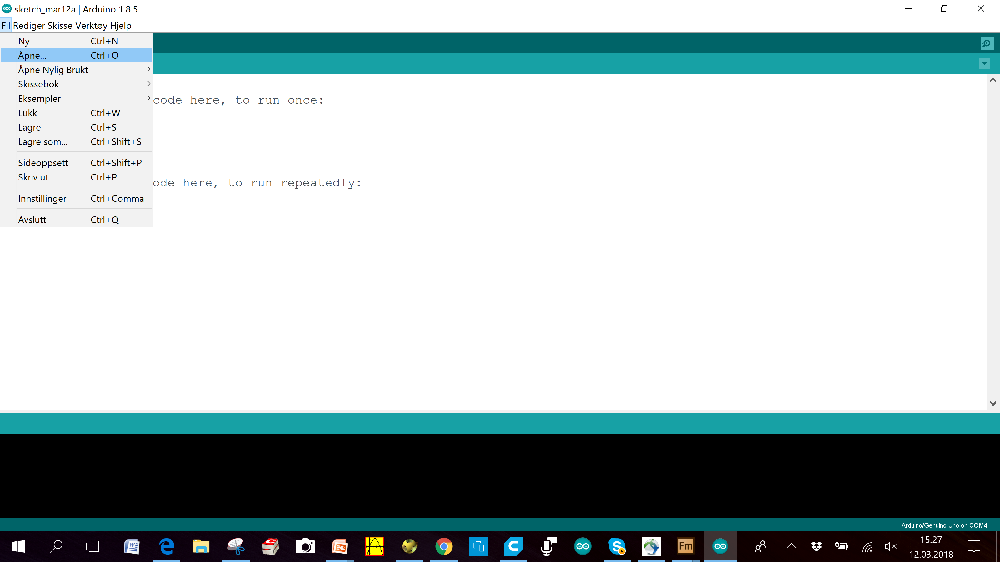 sketch_mar12a | Arduino 1.8.5
Fil Rediger Skisse Verktøy Hjelp
Ny Ctrl+N
Åpne... Ctrl+O
Åpne Nylig Brukt
Skissebok
Eksempler
code here, to run once:
Lukk Ctrl+W
Lagre Ctrl+S
Lagre som... Ctrl+Shift+S
Sideoppsett Ctrl+Shift+P
Skriv ut Ctrl+P
ode here, to run repeatedly:
Innstillinger Ctrl+Comma
Avslutt Ctrl+Q
Arduino/Genuino Uno on COM4
W
C
S
6
Fm
15.27
12.03.2018